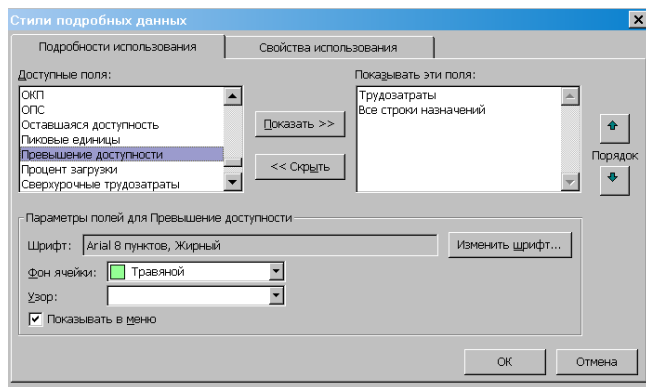 Стили подробных данных
Подробности использования
Свойства использования
Доступные поля:
ОКП
ОПС
Оставшаяся доступность
Пиковые единицы
Превышение доступности
Процент загрузки
Сверхурочные трудозатраты
Показать >>
<< Скрыть
Показывать эти поля:
Трудозатраты
Все строки назначений
Порядок
Параметры полей для Превышение доступности
Шрифт: Arial 8 пунктов, Жирный
Изменить шрифт...
Фон ячейки: Травяной
Узор:
Показывать в меню
ОК
Отмена